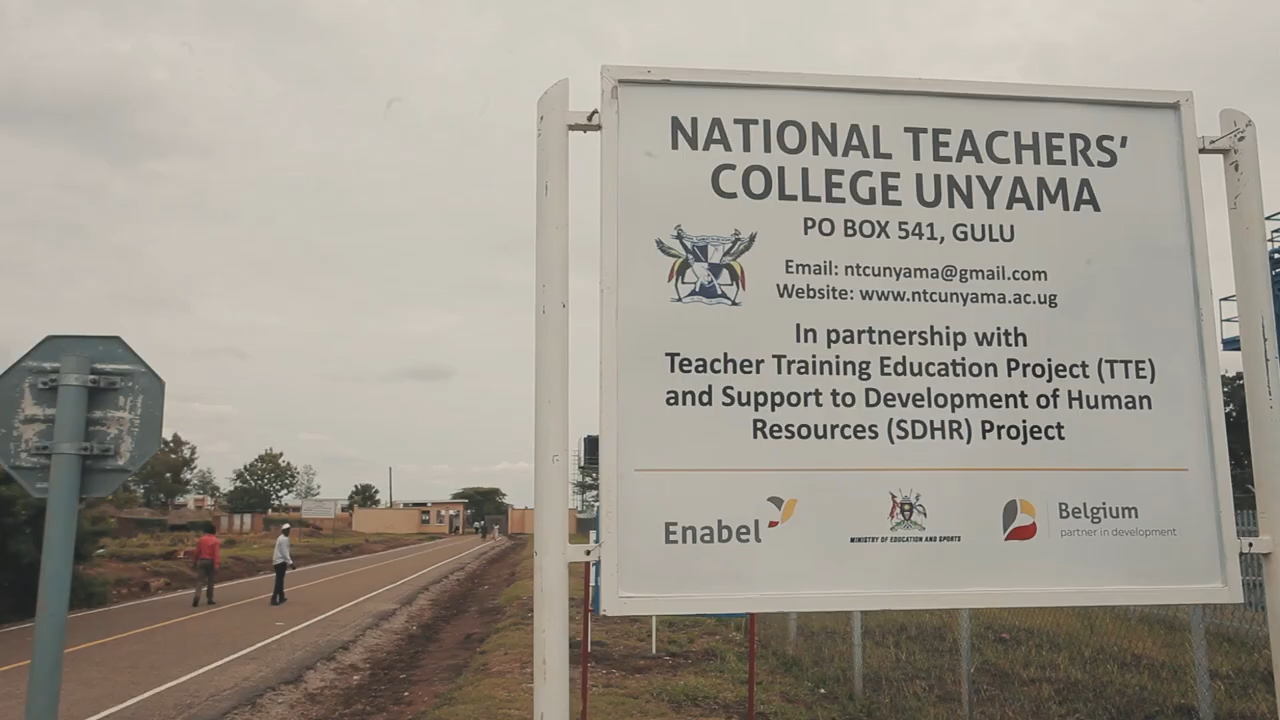 NATIONAL TEACHERS'
COLLEGE UNYAMA
PO BOX 541, GULU
Email: ntcunyama@gmail.com
Website: www.ntcunyama.ac.ug
In partnership with
Teacher Training Education Project (TTE)
and Support to Development of Human
Resources (SDHR) Project
Enabel
MINISTRY OF EDUCATION AND SPORTS
Belgium
partner in development